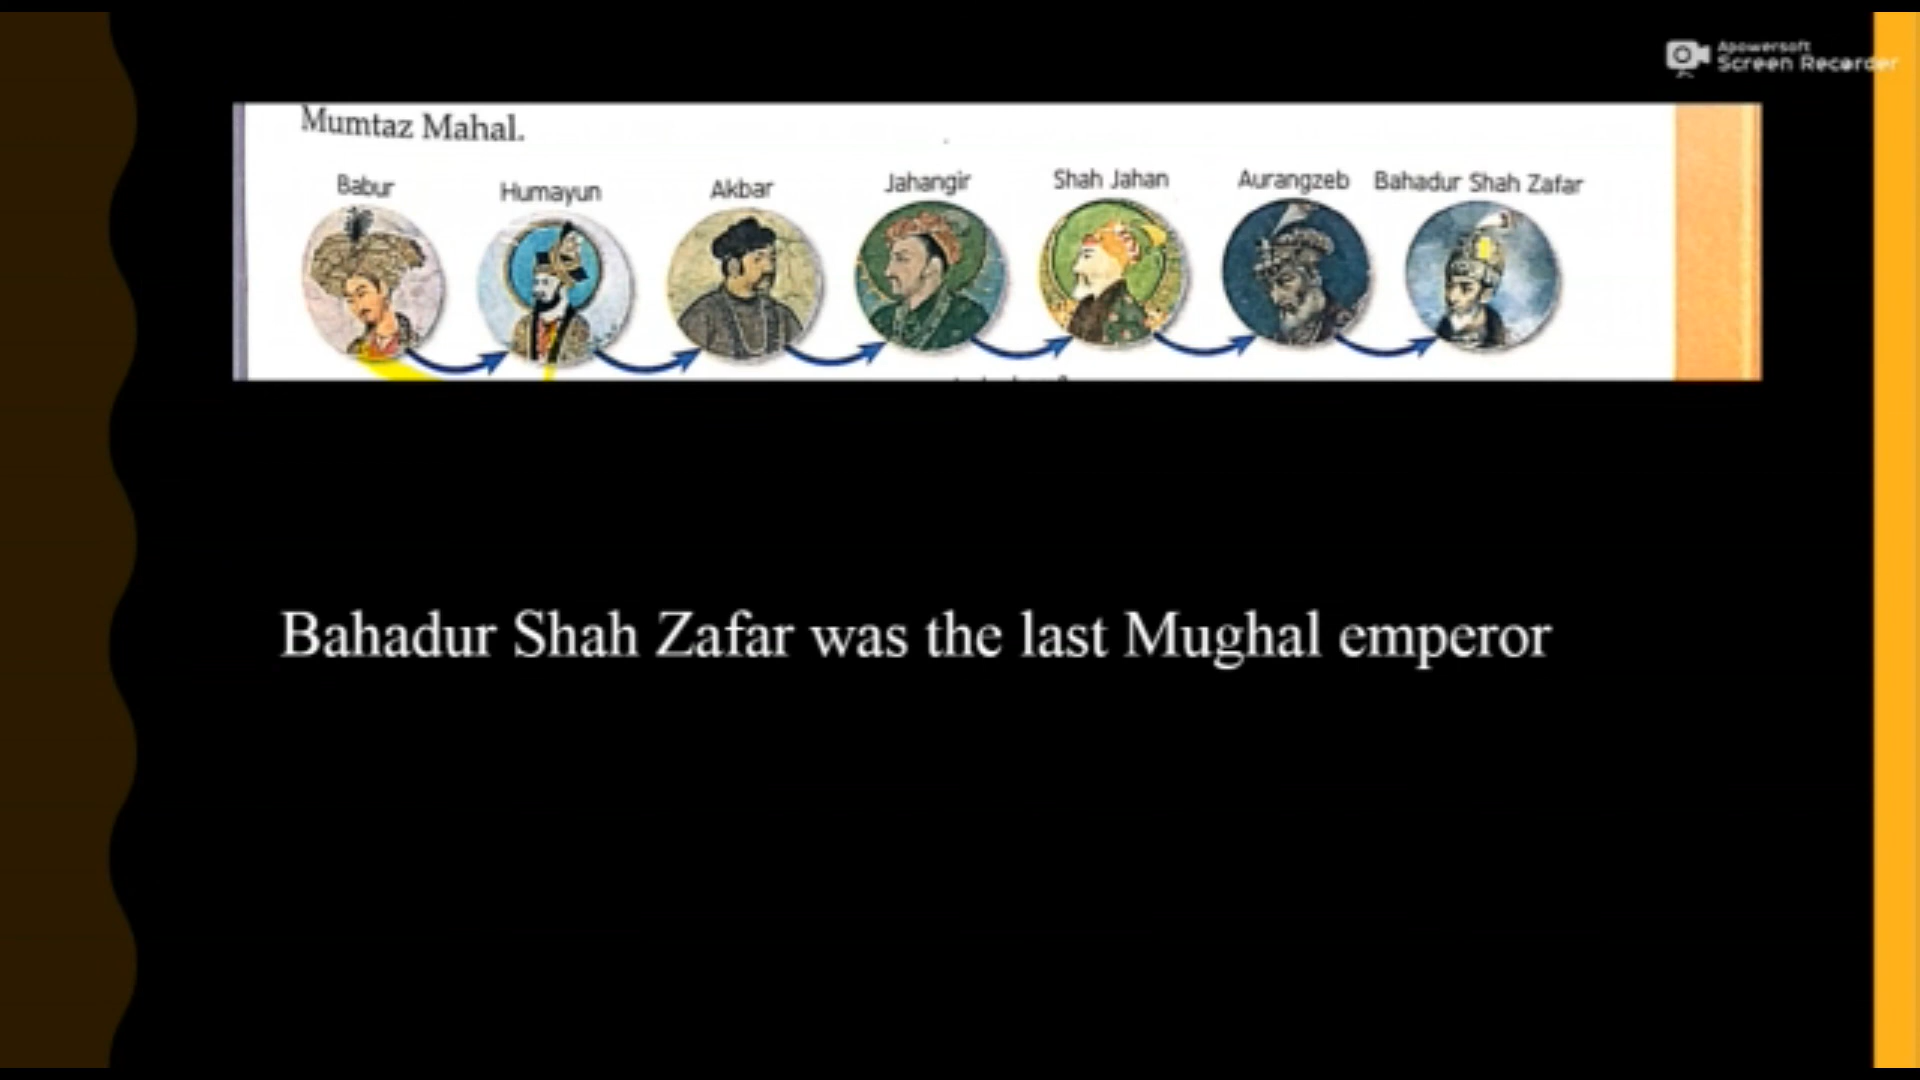 Apowersoft
Screen Recorder
Mumtaz Mahal.
Babur Humayun Akbar Jahangir Shah Jahan Aurangzeb Bahadur Shah Zafar
Bahadur Shah Zafar was the last Mughal emperor